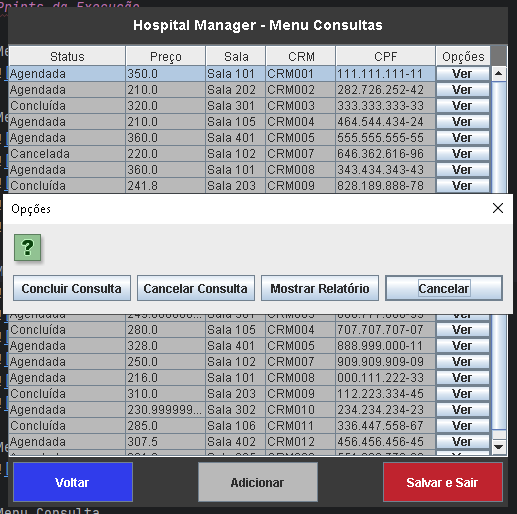 Prints da Execução
Hospital Manager - Menu Consultas
Status Preço Sala CRM CPF Opções
Agendada 350.0 Sala 101 CRM001 111.111.111-11 Ver
Agendada 210.0 Sala 202 CRM002 282.726.252-42 Ver
Concluída 320.0 Sala 301 CRM003 333.333.333-33 Ver
Agendada 210.0 Sala 105 CRM004 464.544.434-24 Ver
Agendada 360.0 Sala 401 CRM005 555.555.555-55 Ver
Cancelada 220.0 Sala 102 CRM007 646.362.616-96 Ver
Agendada 360.0 Sala 101 CRM008 343.434.343-43 Ver
Concluída 241.8 Sala 203 CRM009 828.189.888-78 Ver
Opções
?
Concluir Consulta Cancelar Consulta Mostrar Relatório Cancelar
Ver
Concluída 280.0 Sala 105 CRM004 707.707.707-07 Ver
Agendada 328.0 Sala 401 CRM005 888.999.000-11 Ver
Agendada 250.0 Sala 102 CRM007 909.909.909-09 Ver
Agendada 216.0 Sala 101 CRM008 000.111.222-33 Ver
Concluída 310.0 Sala 203 CRM009 112.223.334-45 Ver
Agendada 230.999999... Sala 302 CRM010 234.234.234-23 Ver
Concluída 285.0 Sala 106 CRM011 336.447.558-67 Ver
Agendada 307.5 Sala 402 CRM012 456.456.456-45 Ver
Voltar Adicionar Salvar e Sair
Menu Consulta